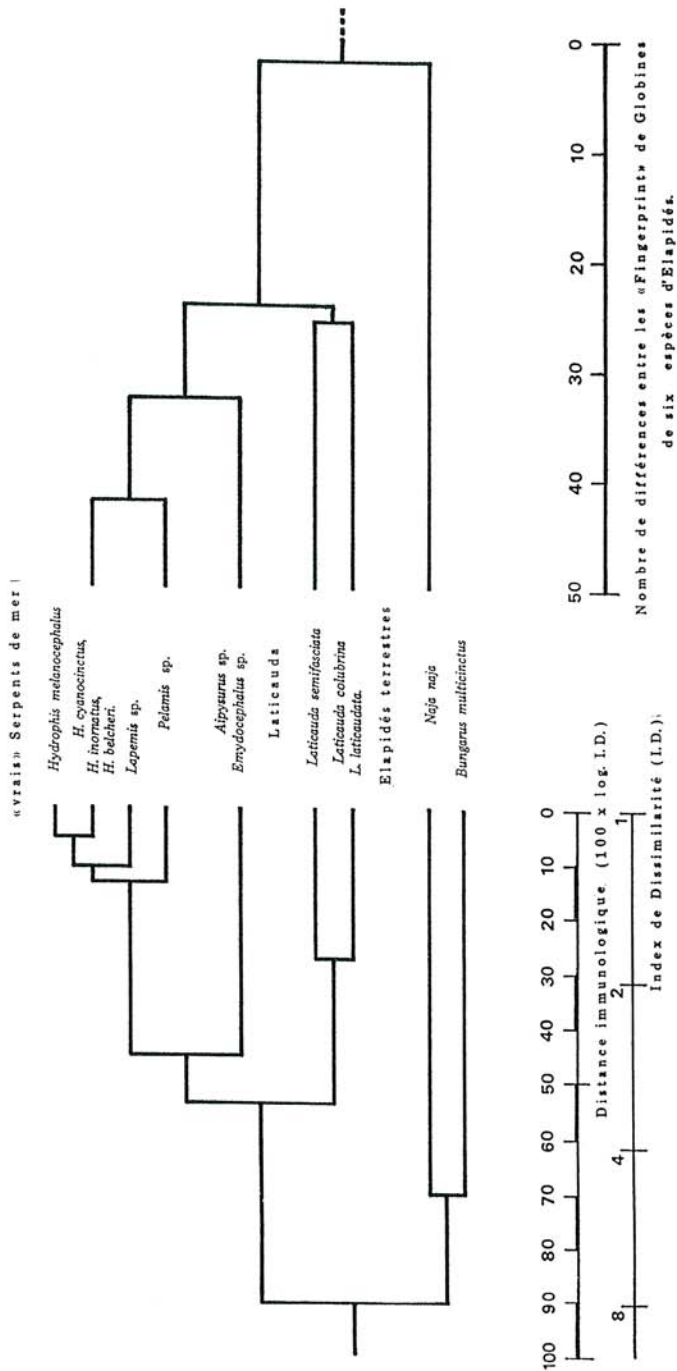 «vrais» Serpents de mer |
Hydrophis melanocephalus
H. cyanocinctus,
H. inornatus,
H. belcheri.
Lapemis sp.
Pelamis sp.
Aipysurus sp.
Emydocephalus sp.
Laticauda
Laticauda semifasciata
Laticauda colubrina
L. laticaudata.
Elapidés terrestres
Naja naja
Bungarus multicinctus
100 90 80 70 60 50 40 30 20 10 0
Distance immunologique (100 x log. I.D.)
8 4 2 1
Index de Dissimilarité (I.D.)
50 40 30 20 10 0
Nombre de différences entre les «Fingerprint» de Globines
de six espèces d'Elapidés.